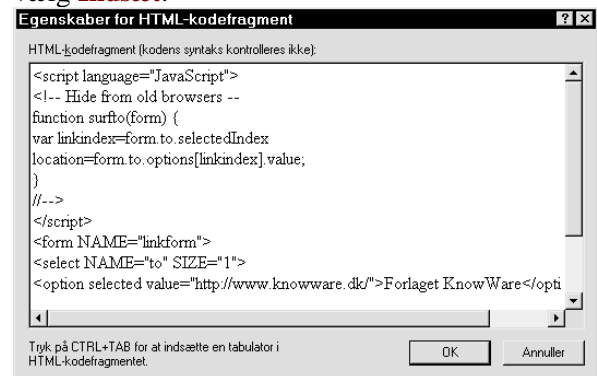 Egenskaber for HTML-kodefragment
HTML-kodefragment (kodens syntaks kontrolleres ikke):
<script language="JavaScript">
<!-- Hide from old browsers --
function surfto(form) {
var linkindex=form.to.selectedIndex
location=form.to.options[linkindex].value;
}
//-->
</script>
<form NAME="linkform">
<select NAME="to" SIZE="1">
<option selected value="http://www.knowware.dk/">Forlaget KnowWare</opti
Tryk på CTRL+TAB for at indsætte en tabulator i
HTML-kodefragmentet.
OK
Annuller